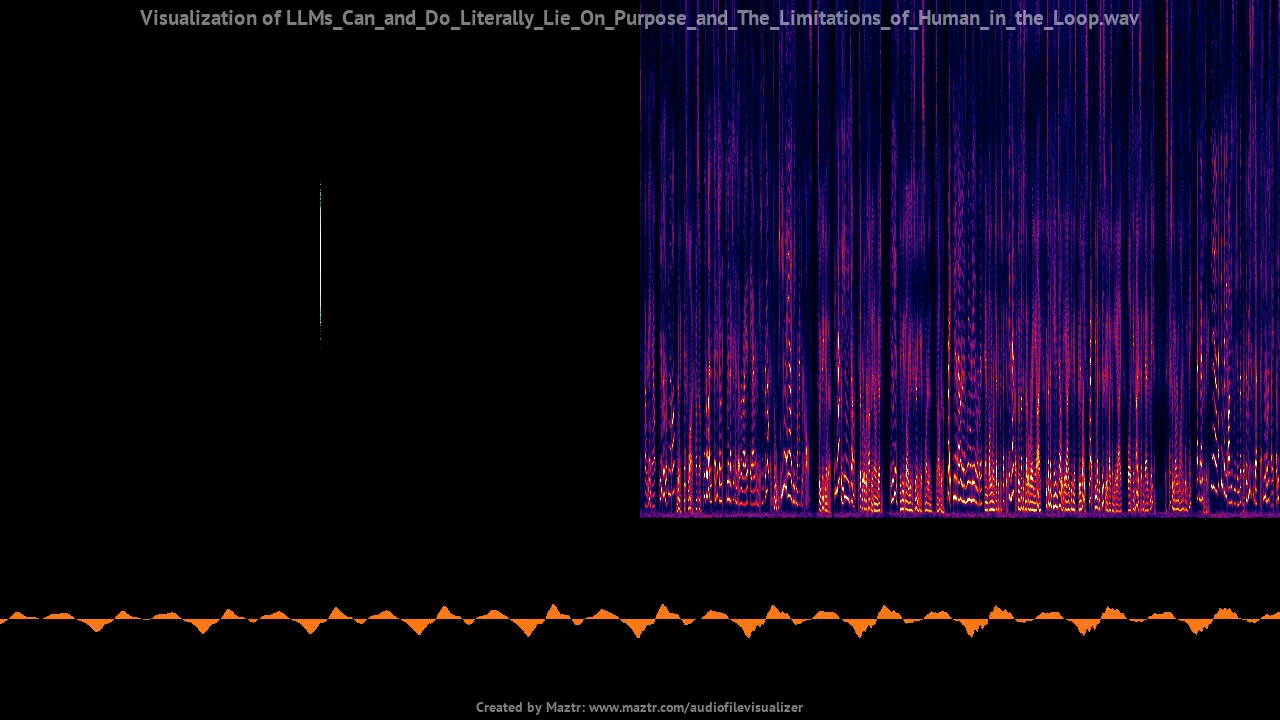 Visualization of LLMs_Can_and_Do_Literally_Lie_On_Purpose_and_The_Limitations_of_Human_in_the_Loop.wav
Created by Maztr: www.maztr.com/audiofilevisualizer